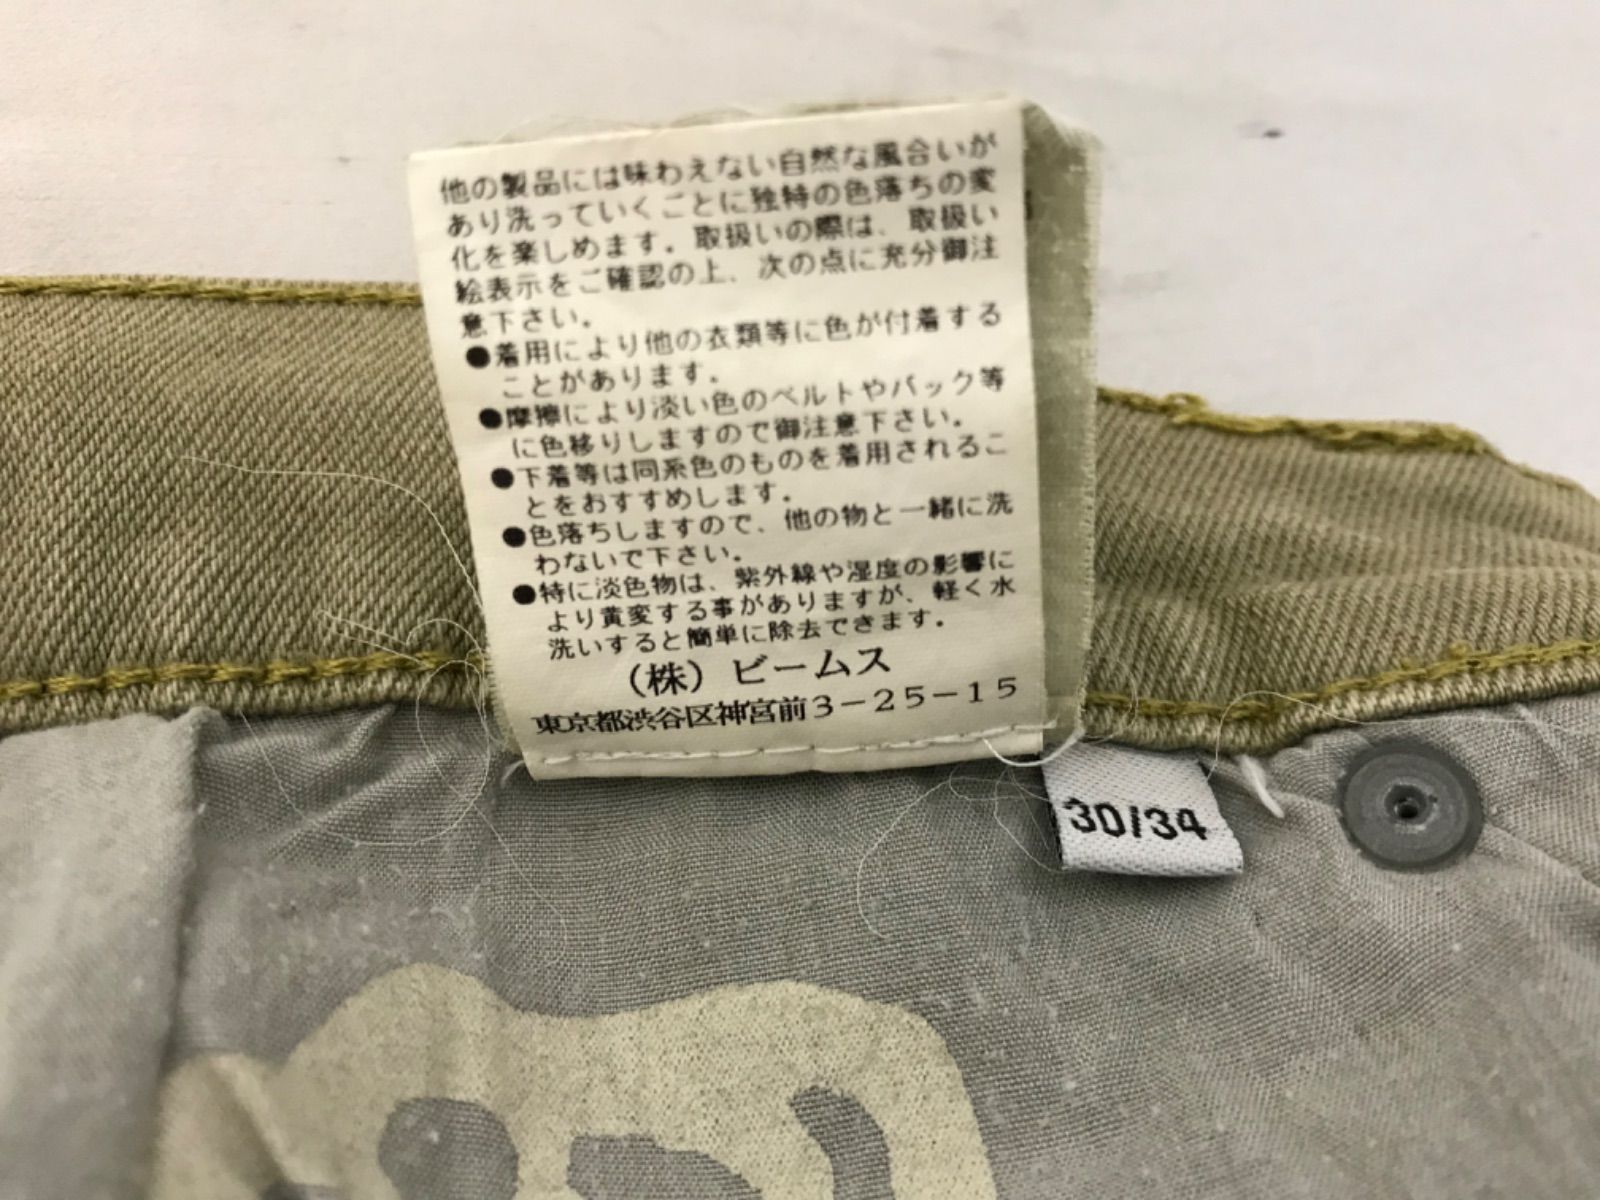 他の製品には味わえない自然な風合いが
あり洗っていくごとに独特の色落ちの変
化を楽しめます。取扱いの際は、取扱い
絵表示をご確認の上、次の点に充分御注
意下さい。
●着用により他の衣類等に色が付着する
ことがあります。
●摩擦により淡い色のベルトやバック等
に色移りしますので御注意下さい。
●下着等は同系色のものを着用されるこ
とをおすすめします。
●色落ちしますので、他の物と一緒に洗
わないで下さい。
●特に淡色物は、紫外線や湿度の影響に
より黄変する事がありますが、軽く水
洗いすると簡単に除去できます。
(株)ビームス
東京都渋谷区神宮前3-25-15
30/34